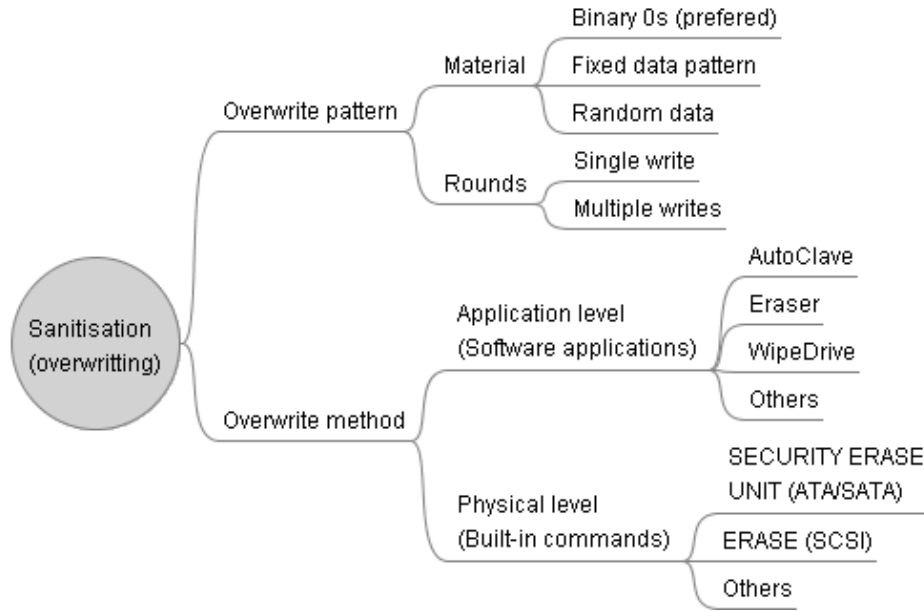 Binary 0s (prefered)
Material
Fixed data pattern
Overwrite pattern
Random data
Single write
Rounds
Multiple writes
AutoClave
Sanitisation
(overwritting)
Application level
(Software applications)
Eraser
WipeDrive
Others
Overwrite method
SECURITY ERASE
UNIT (ATA/SATA)
Physical level
(Built-in commands)
ERASE (SCSI)
Others